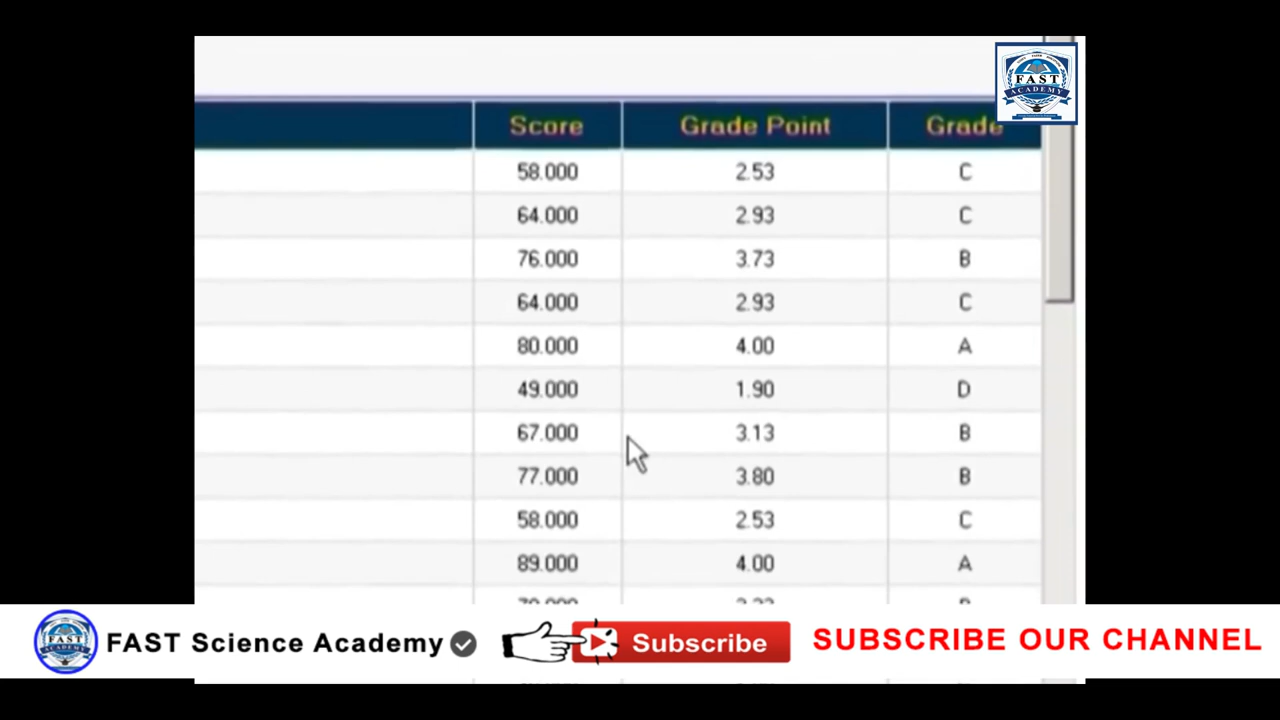 FAST
ACADEMY
Score Grade Point Grade
58.000 2.53 C
64.000 2.93 C
76.000 3.73 B
64.000 2.93 C
80.000 4.00 A
49.000 1.90 D
67.000 3.13 B
77.000 3.80 B
58.000 2.53 C
89.000 4.00 A
FAST Science Academy Subscribe SUBSCRIBE OUR CHANNEL